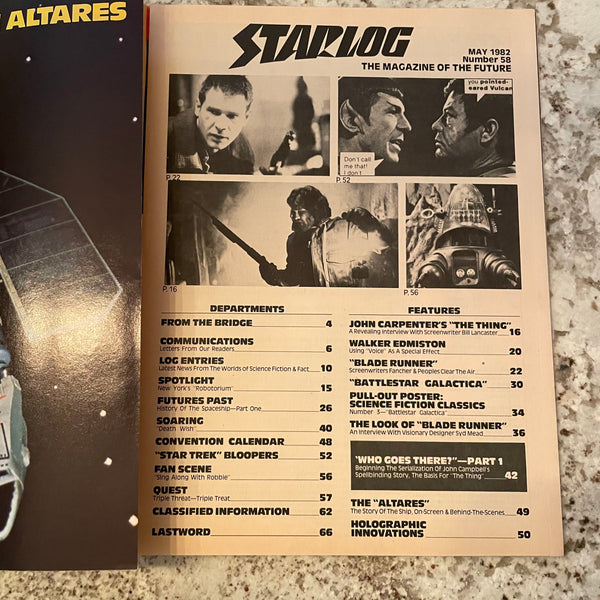 ALTARES
STARLOG
MAY 1982
Number 58
THE MAGAZINE OF THE FUTURE
you pointed-
eared Vulcan
Don't call
me that!
I don't
P. 22
P. 52
P. 16
P. 56
DEPARTMENTS
FROM THE BRIDGE 4
COMMUNICATIONS
Letters From Our Readers 6
LOG ENTRIES
Latest News From The Worlds of Science Fiction & Fact 10
SPOTLIGHT
New York's "Robotorium" 15
FUTURES PAST
History Of The Spaceship—Part One 26
SOARING
"Death Wish" 40
CONVENTION CALENDAR 48
"STAR TREK" BLOOPERS 52
FAN SCENE
"Sing Along With Robbie" 56
QUEST
Triple Threat—Triple Treat 57
CLASSIFIED INFORMATION 62
LASTWORD 66
FEATURES
JOHN CARPENTER'S "THE THING"
A Revealing Interview with Screenwriter Bill Lancaster 16
WALKER EDMISTON
Using "Voice" As A Special Effect 20
"BLADE RUNNER"
Screenwriters Fancher & Peoples Clear The Air 22
"BATTLESTAR GALACTICA" 30
PULL-OUT POSTER:
SCIENCE FICTION CLASSICS
Number 3—"Battlestar Galactica" 34
THE LOOK OF "BLADE RUNNER"
An Interview With Visionary Designer Syd Mead 36
"WHO GOES THERE?"—PART 1
Beginning The Serialization Of John Campbell's
Spellbinding Story, The Basis For "The Thing" 42
THE "ALTARES"
The Story Of The Ship, On-Screen & Behind-The-Scenes 49
HOLOGRAPHIC
INNOVATIONS 50